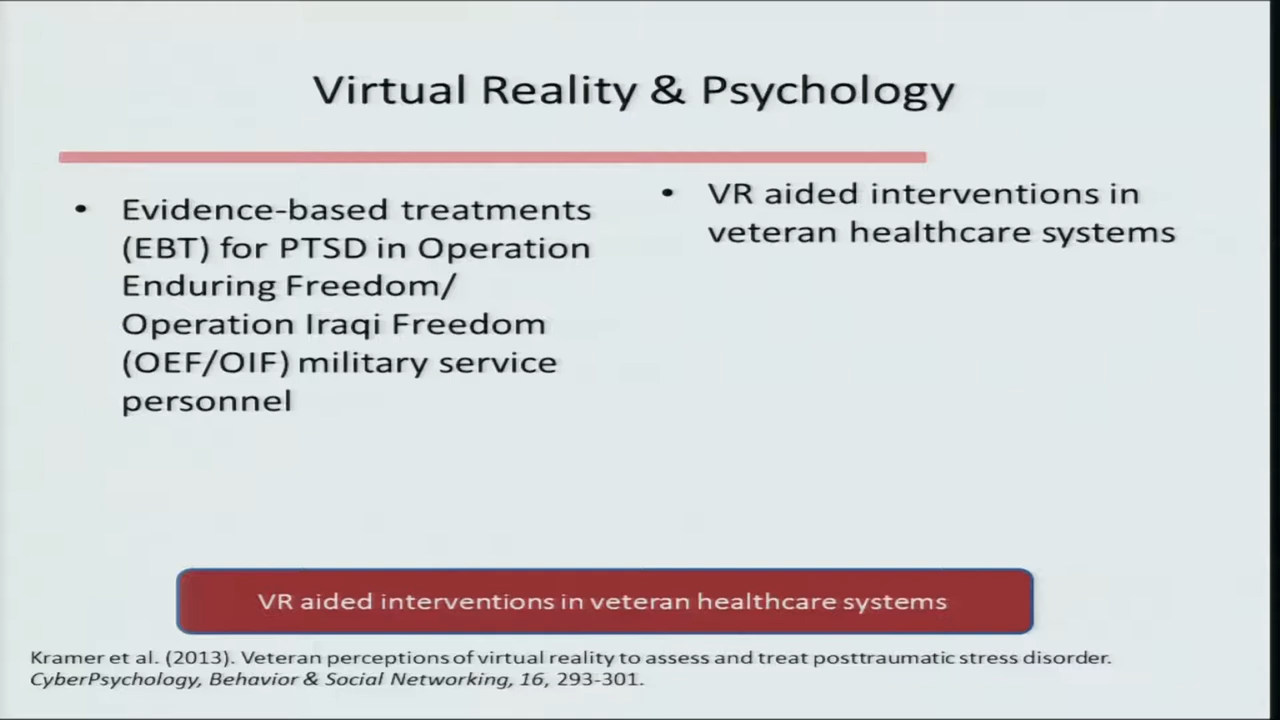 Virtual Reality & Psychology
• Evidence-based treatments
(EBT) for PTSD in Operation
Enduring Freedom/
Operation Iraqi Freedom
(OEF/OIF) military service
personnel
• VR aided interventions in
veteran healthcare systems
VR aided interventions in veteran healthcare systems
Kramer et al. (2013). Veteran perceptions of virtual reality to assess and treat posttraumatic stress disorder.
CyberPsychology, Behavior & Social Networking, 16, 293-301.